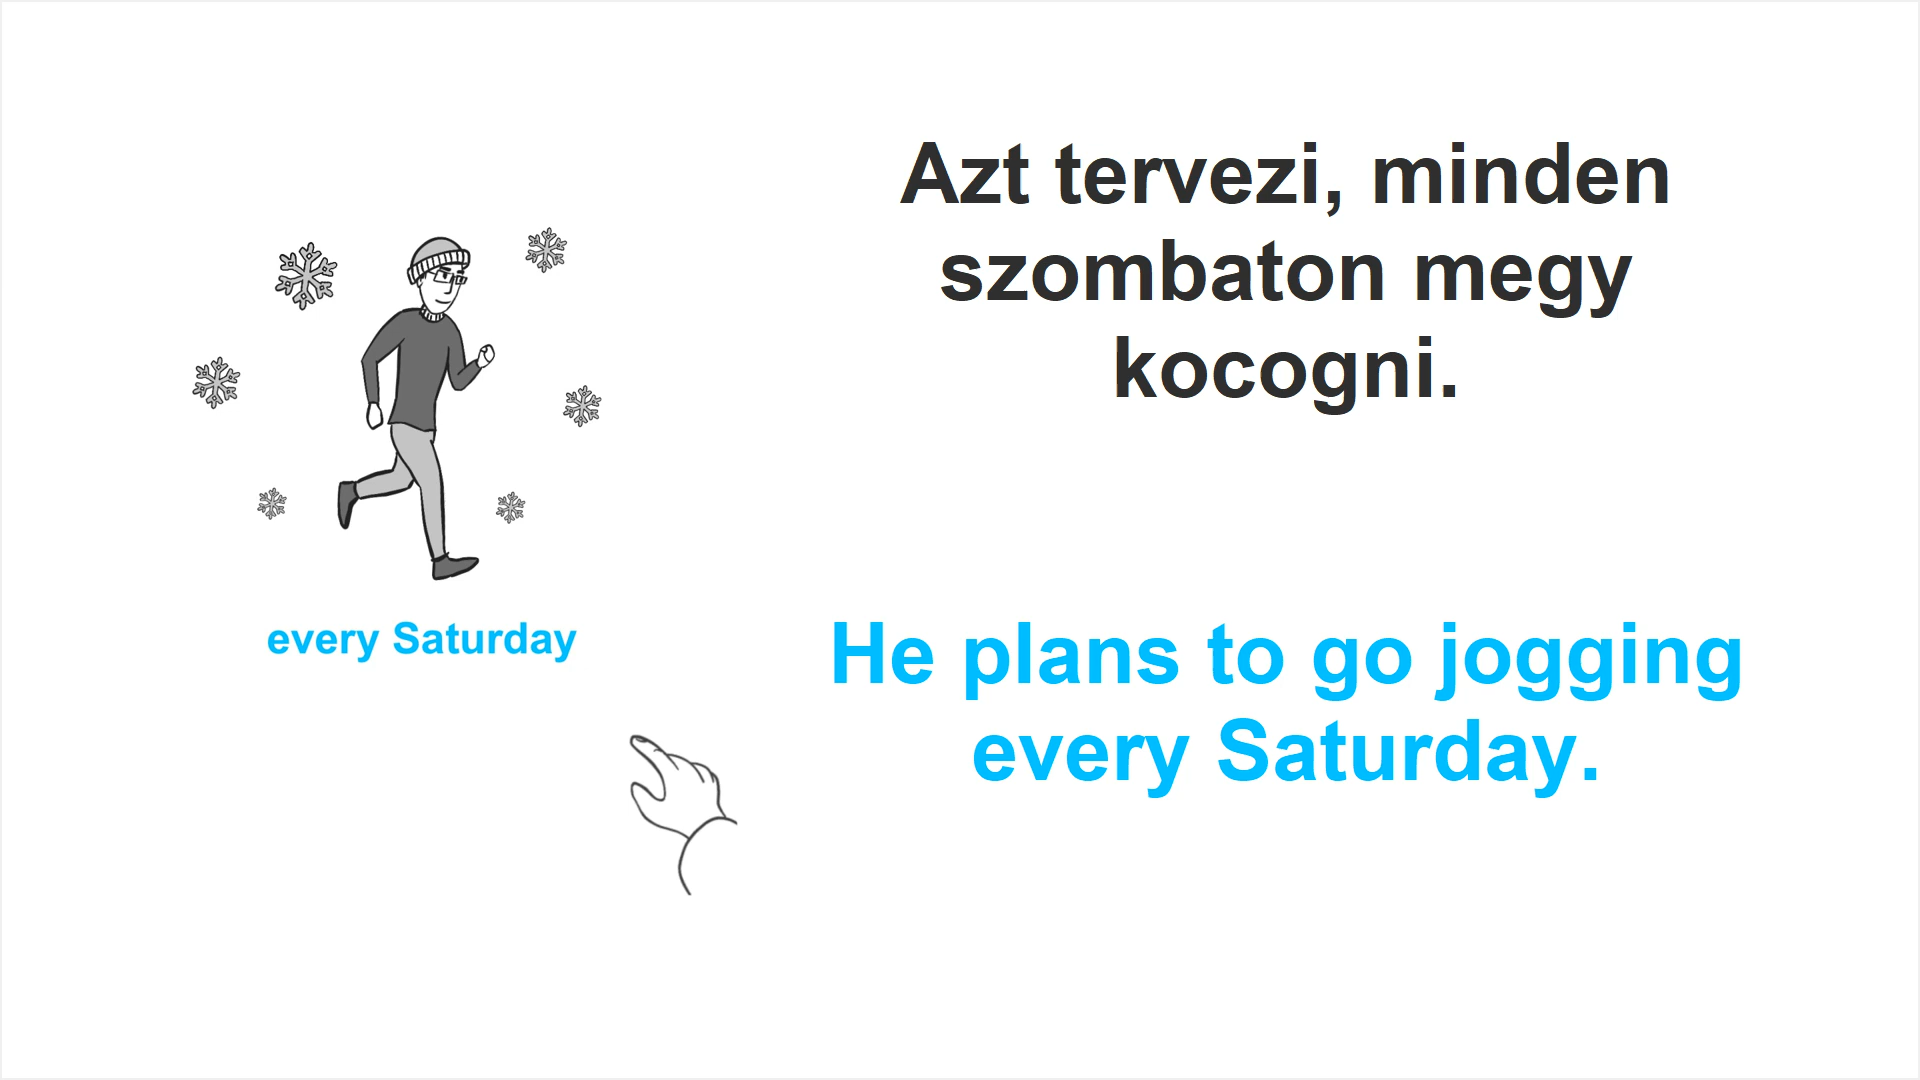 Azt tervezi, minden
szombaton megy
kocogni.
every Saturday
He plans to go jogging
every Saturday.